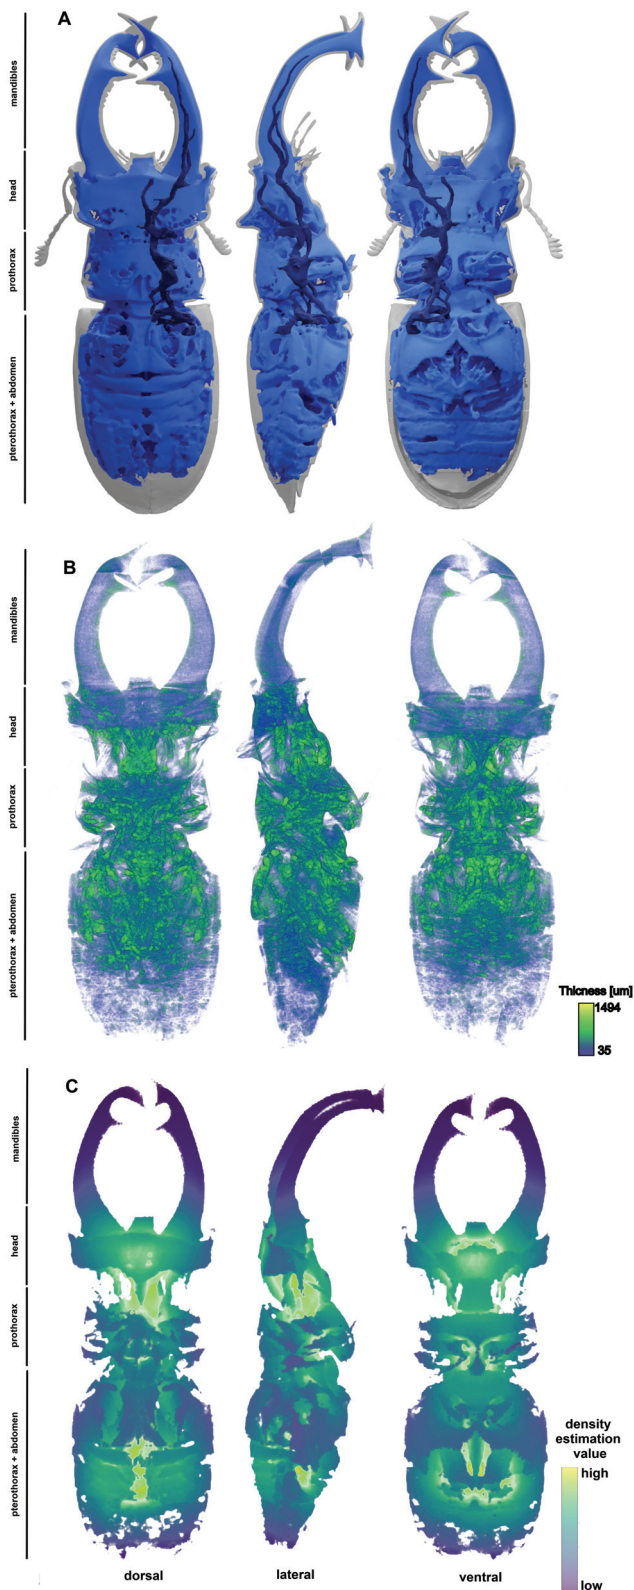 A
mandibles
head
prothorax
pterothorax + abdomen
B
mandibles
head
prothorax
pterothorax + abdomen
Thicness [um]
1494
35
C
mandibles
head
prothorax
pterothorax + abdomen
density
estimation
value
high
low
dorsal
lateral
ventral